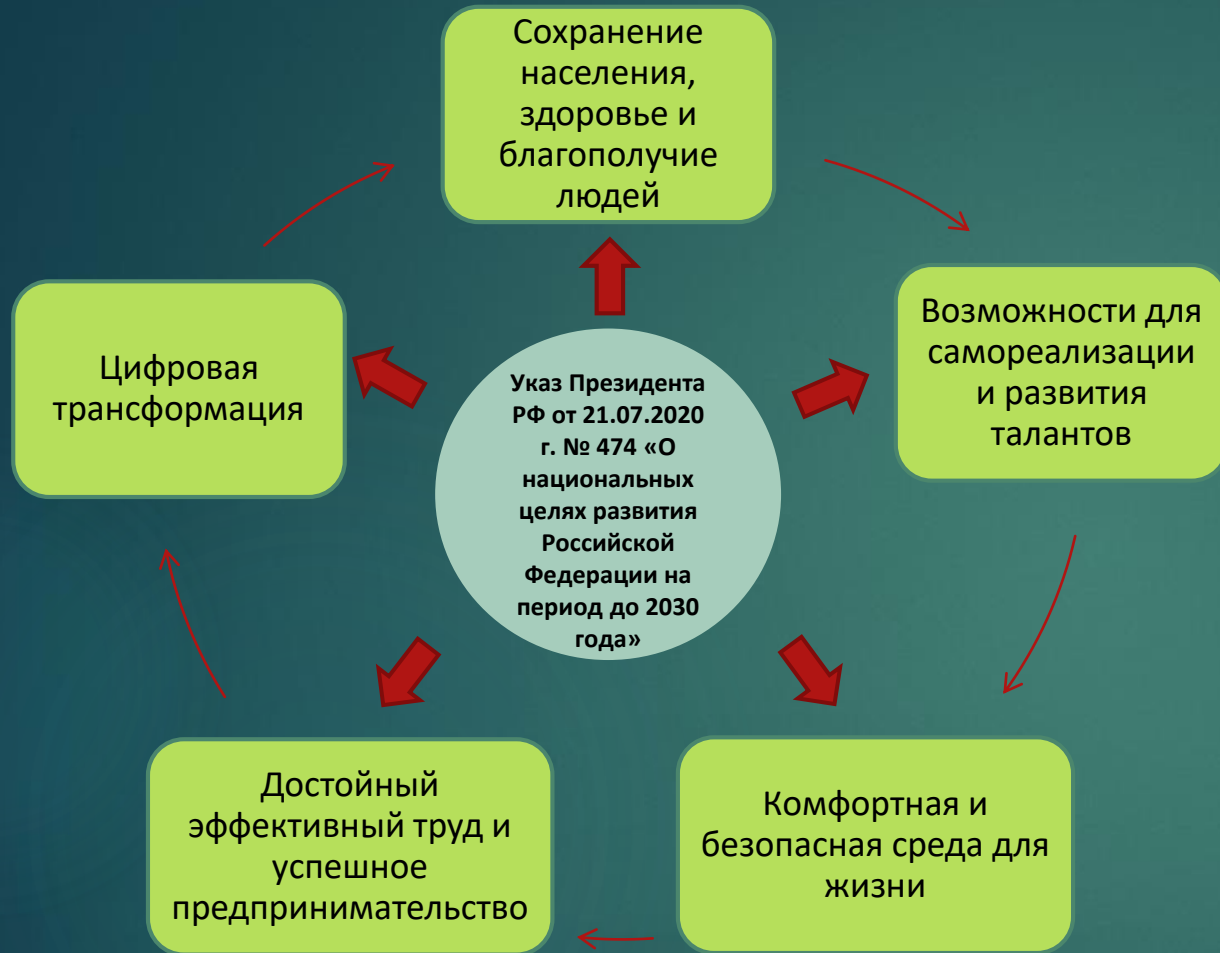 Сохранение
населения,
здоровье и
благополучие
людей
Возможности для
самореализации
и развития
талантов
Комфортная и
безопасная среда для
жизни
Достойный
эффективный труд и
успешное
предпринимательство
Цифровая
трансформация
Указ Президента
РФ от 21.07.2020
г. № 474 «О
национальных
целях развития
Российской
Федерации на
период до 2030
года»